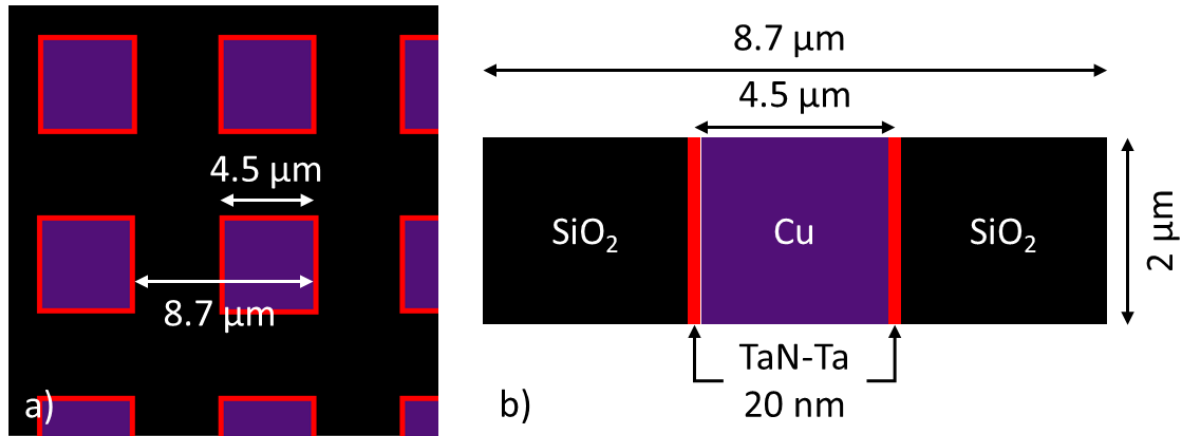 4.5 µm
8.7 µm
a)
8.7 µm
4.5 µm
SiO₂
Cu
SiO₂
2 µm
TaN-Ta
20 nm
b)